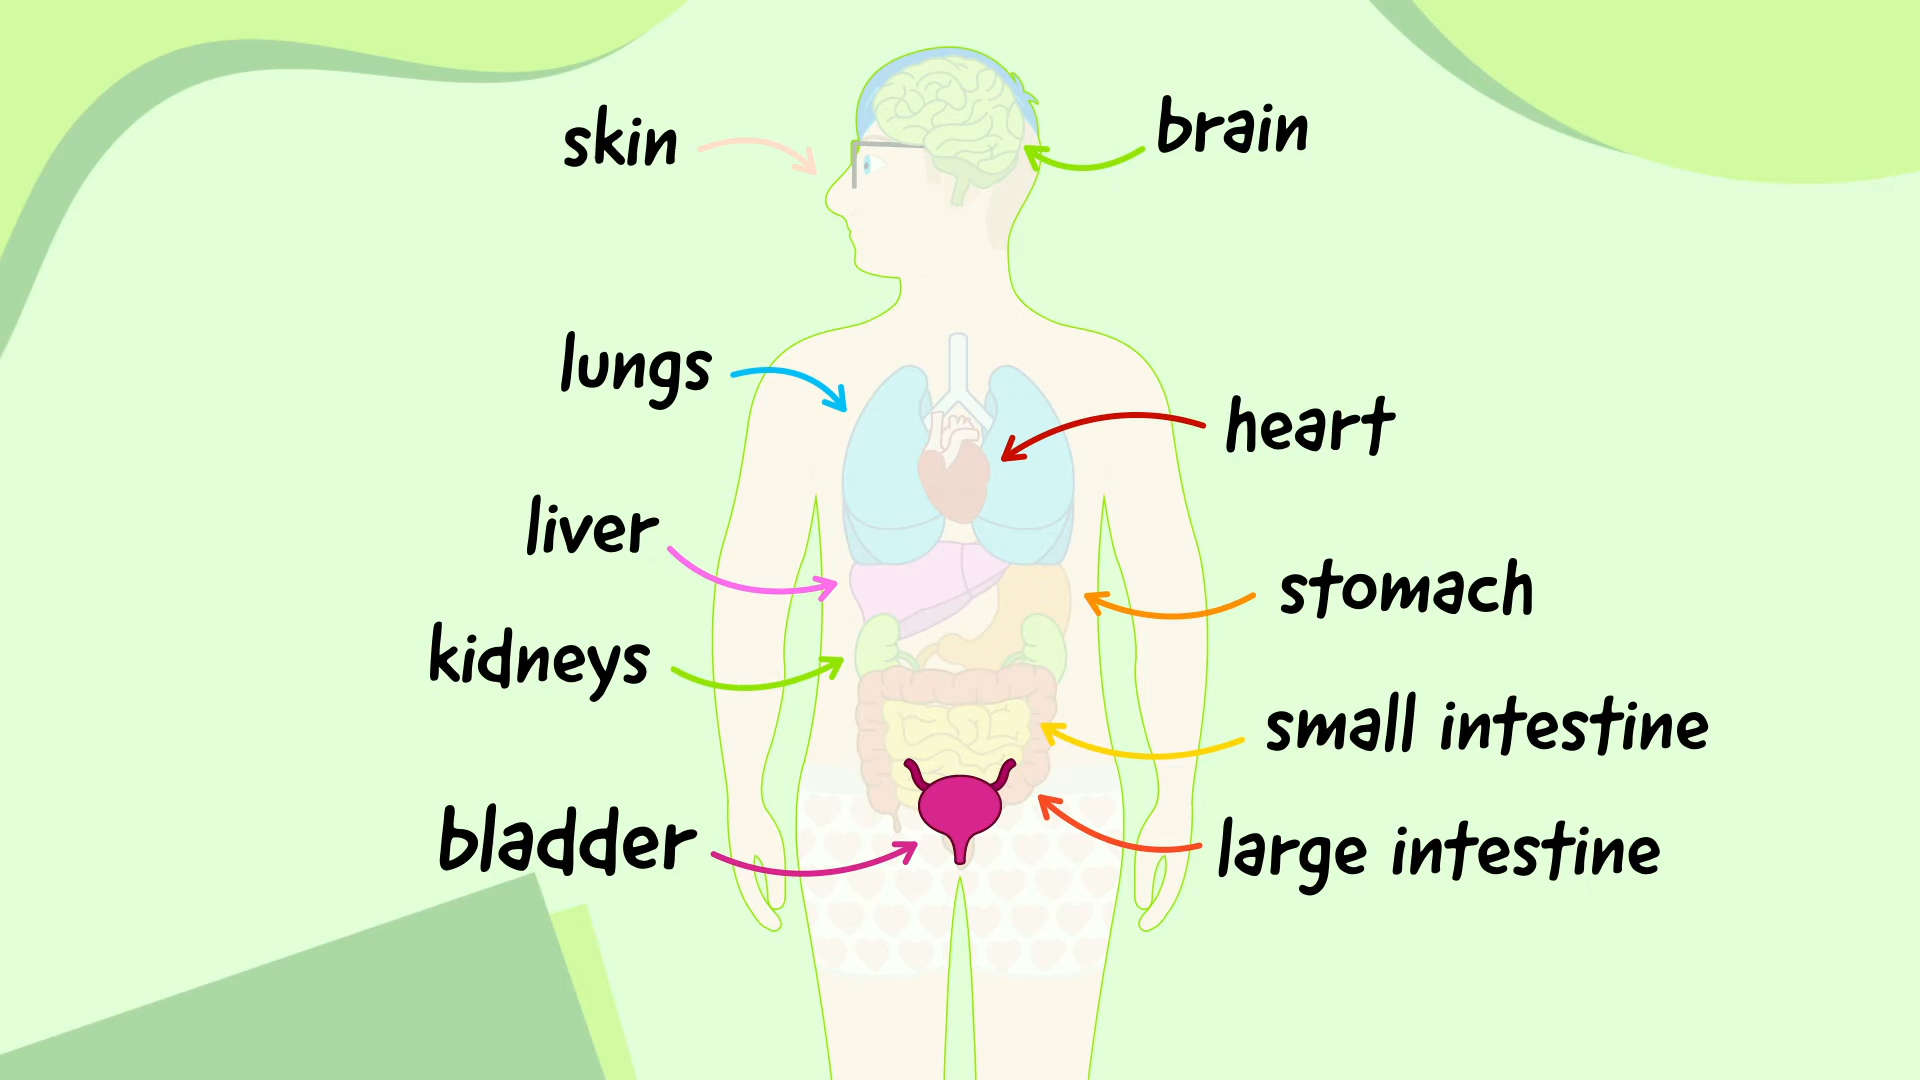 skin
brain
lungs
heart
liver
stomach
kidneys
small intestine
bladder
large intestine